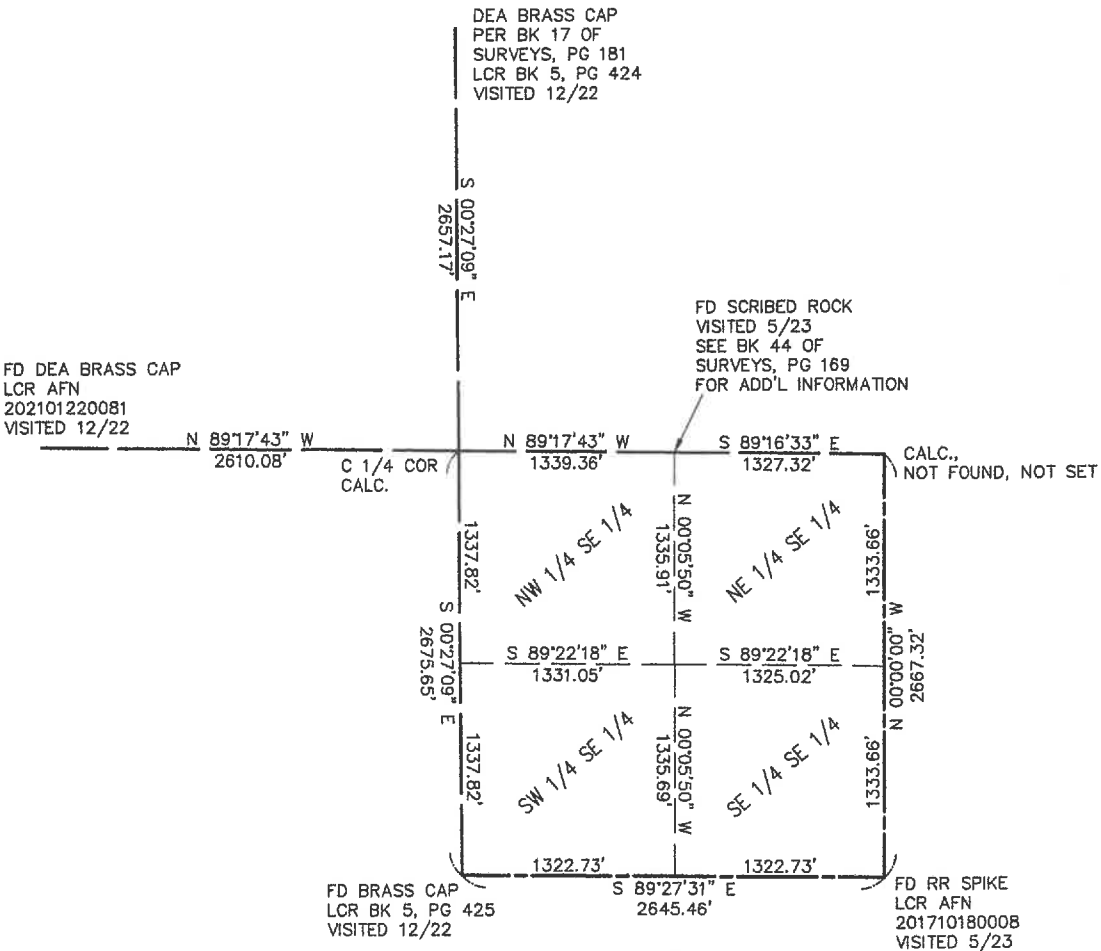 DEA BRASS CAP
PER BK 17 OF
SURVEYS, PG 181
LCR BK 5, PG 424
VISITED 12/22
S 00°27'09" E
2657.17'
FD SCRIBED ROCK
VISITED 5/23
SEE BK 44 OF
SURVEYS, PG 169
FOR ADD'L INFORMATION
FD DEA BRASS CAP
LCR AFN
202101220081
VISITED 12/22
N 89°17'43" W
2610.08'
C 1/4 COR
CALC.
N 89°17'43" W
1339.36'
S 89°16'33" E
1327.32'
CALC.,
NOT FOUND, NOT SET
1337.82'
NW 1/4 SE 1/4
N 00°05'50" W
1335.91'
NE 1/4 SE 1/4
1333.66'
S 00°27'09" E
2675.65'
S 89°22'18" E
1331.05'
S 89°22'18" E
1325.02'
N 00°00'00" W
2667.32'
1337.82'
SW 1/4 SE 1/4
N 00°05'50" W
1335.69'
SE 1/4 SE 1/4
1333.66'
1322.73'
1322.73'
S 89°27'31" E
2645.46'
FD BRASS CAP
LCR BK 5, PG 425
VISITED 12/22
FD RR SPIKE
LCR AFN
201710180008
VISITED 5/23